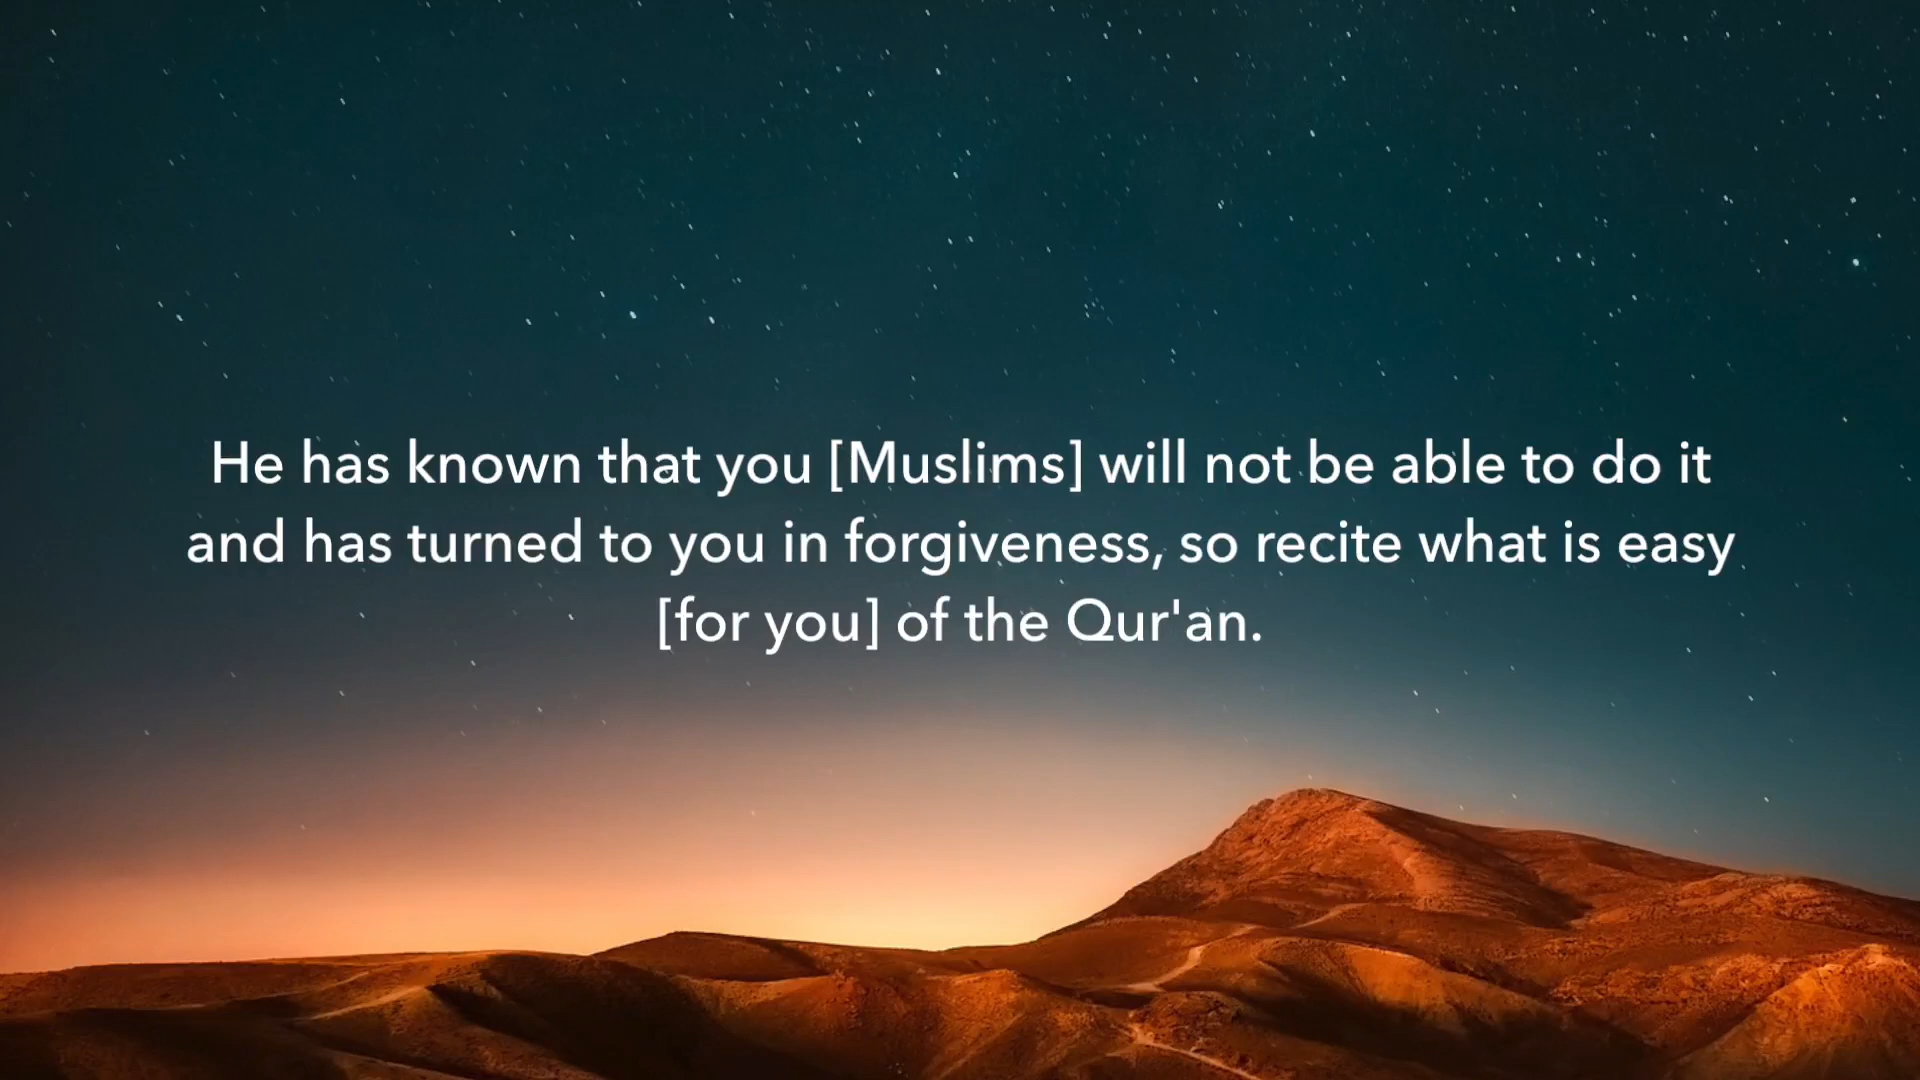 He has known that you [Muslims] will not be able to do it
and has turned to you in forgiveness, so recite what is easy
[for you] of the Qur'an.